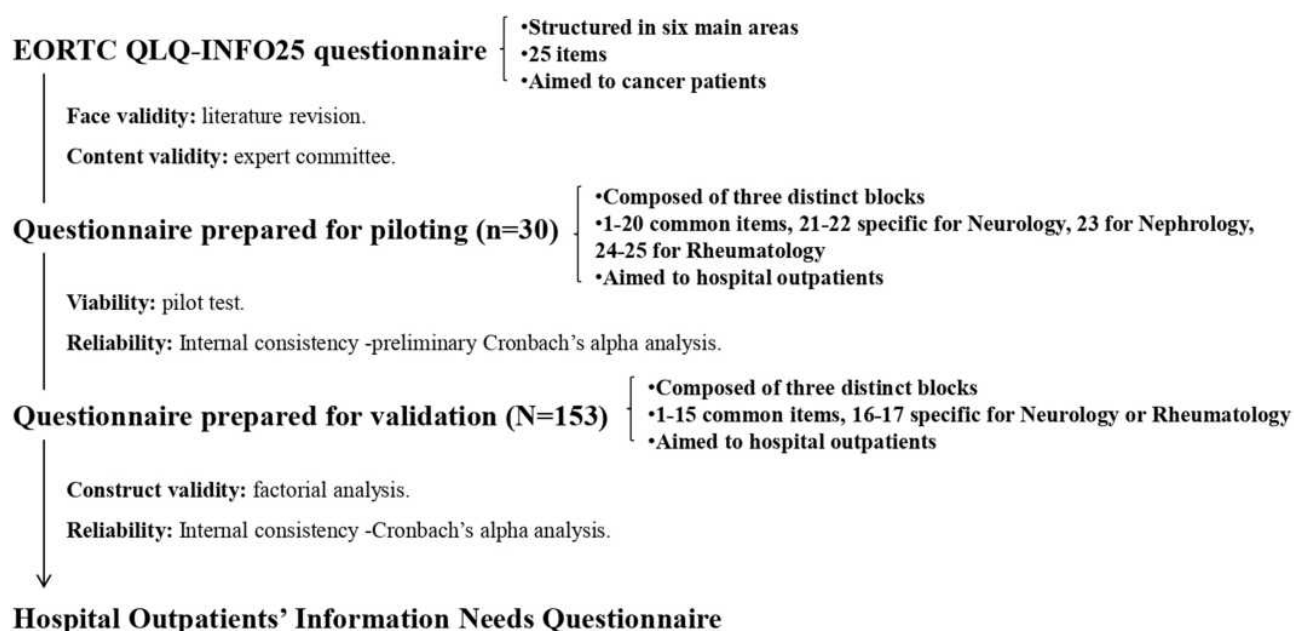 EORTC QLQ-INFO25 questionnaire
•Structured in six main areas
•25 items
•Aimed to cancer patients
Face validity: literature revision.
Content validity: expert committee.
Questionnaire prepared for piloting (n=30)
•Composed of three distinct blocks
•1-20 common items, 21-22 specific for Neurology, 23 for Nephrology,
24-25 for Rheumatology
•Aimed to hospital outpatients
Viability: pilot test.
Reliability: Internal consistency -preliminary Cronbach’s alpha analysis.
Questionnaire prepared for validation (N=153)
•Composed of three distinct blocks
•1-15 common items, 16-17 specific for Neurology or Rheumatology
•Aimed to hospital outpatients
Construct validity: factorial analysis.
Reliability: Internal consistency -Cronbach’s alpha analysis.
Hospital Outpatients’ Information Needs Questionnaire